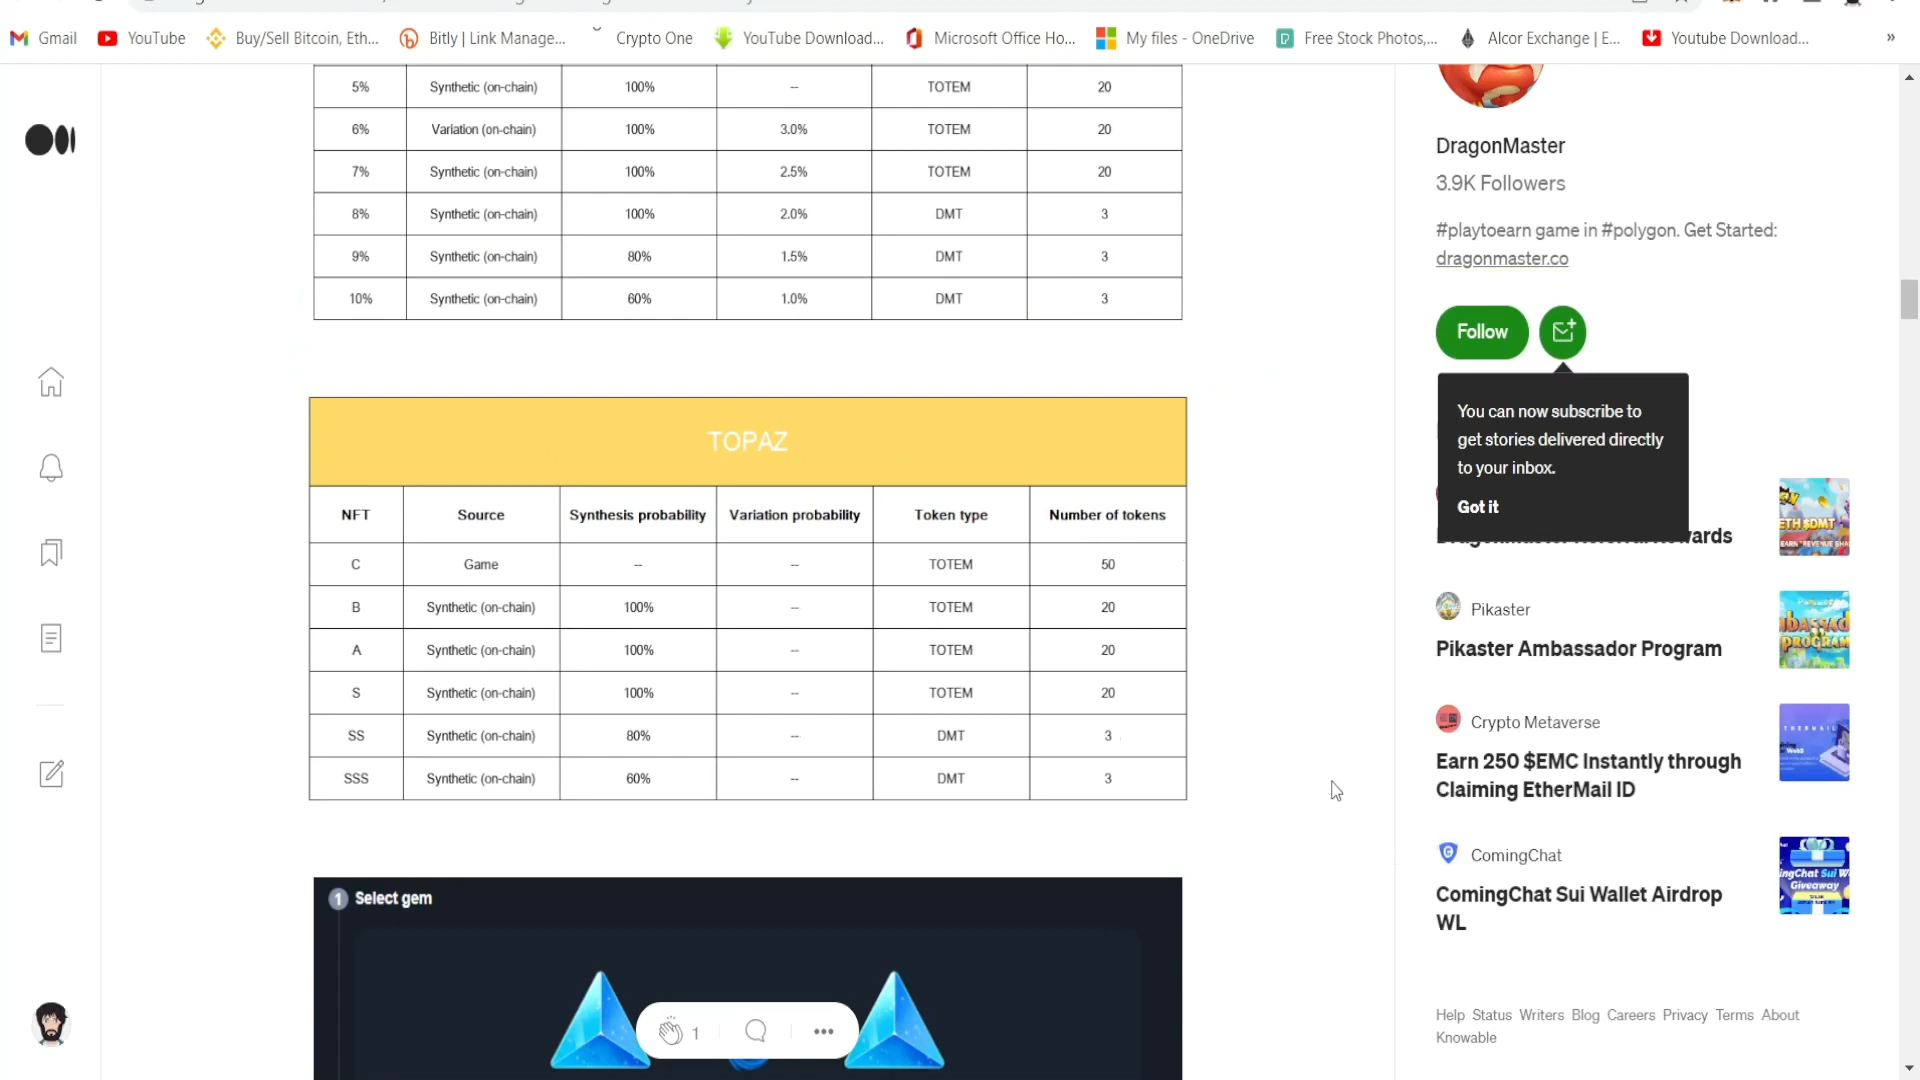 Gmail
YouTube
Buy/Sell Bitcoin, Eth...
Bitly | Link Manage...
Crypto One
YouTube Download...
Microsoft Office Ho...
My files - OneDrive
Free Stock Photos,...
Alcor Exchange | E...
Youtube Download...
»
5% Synthetic (on-chain) 100% -- TOTEM 20
6% Variation (on-chain) 100% 3.0% TOTEM 20
7% Synthetic (on-chain) 100% 2.5% TOTEM 20
8% Synthetic (on-chain) 100% 2.0% DMT 3
9% Synthetic (on-chain) 80% 1.5% DMT 3
10% Synthetic (on-chain) 60% 1.0% DMT 3
TOPAZ
NFT Source Synthesis probability Variation probability Token type Number of tokens
C Game -- -- TOTEM 50
B Synthetic (on-chain) 100% -- TOTEM 20
A Synthetic (on-chain) 100% -- TOTEM 20
S Synthetic (on-chain) 100% -- TOTEM 20
SS Synthetic (on-chain) 80% -- DMT 3
SSS Synthetic (on-chain) 60% -- DMT 3
1 Select gem
1
DragonMaster
3.9K Followers
#playtoearn game in #polygon. Get Started:
dragonmaster.co
Follow
You can now subscribe to
get stories delivered directly
to your inbox.
Got it
Pikaster
Pikaster Ambassador Program
Crypto Metaverse
Earn 250 $EMC Instantly through
Claiming EtherMail ID
ComingChat
ComingChat Sui Wallet Airdrop
WL
Help Status Writers Blog Careers Privacy Terms About
Knowable